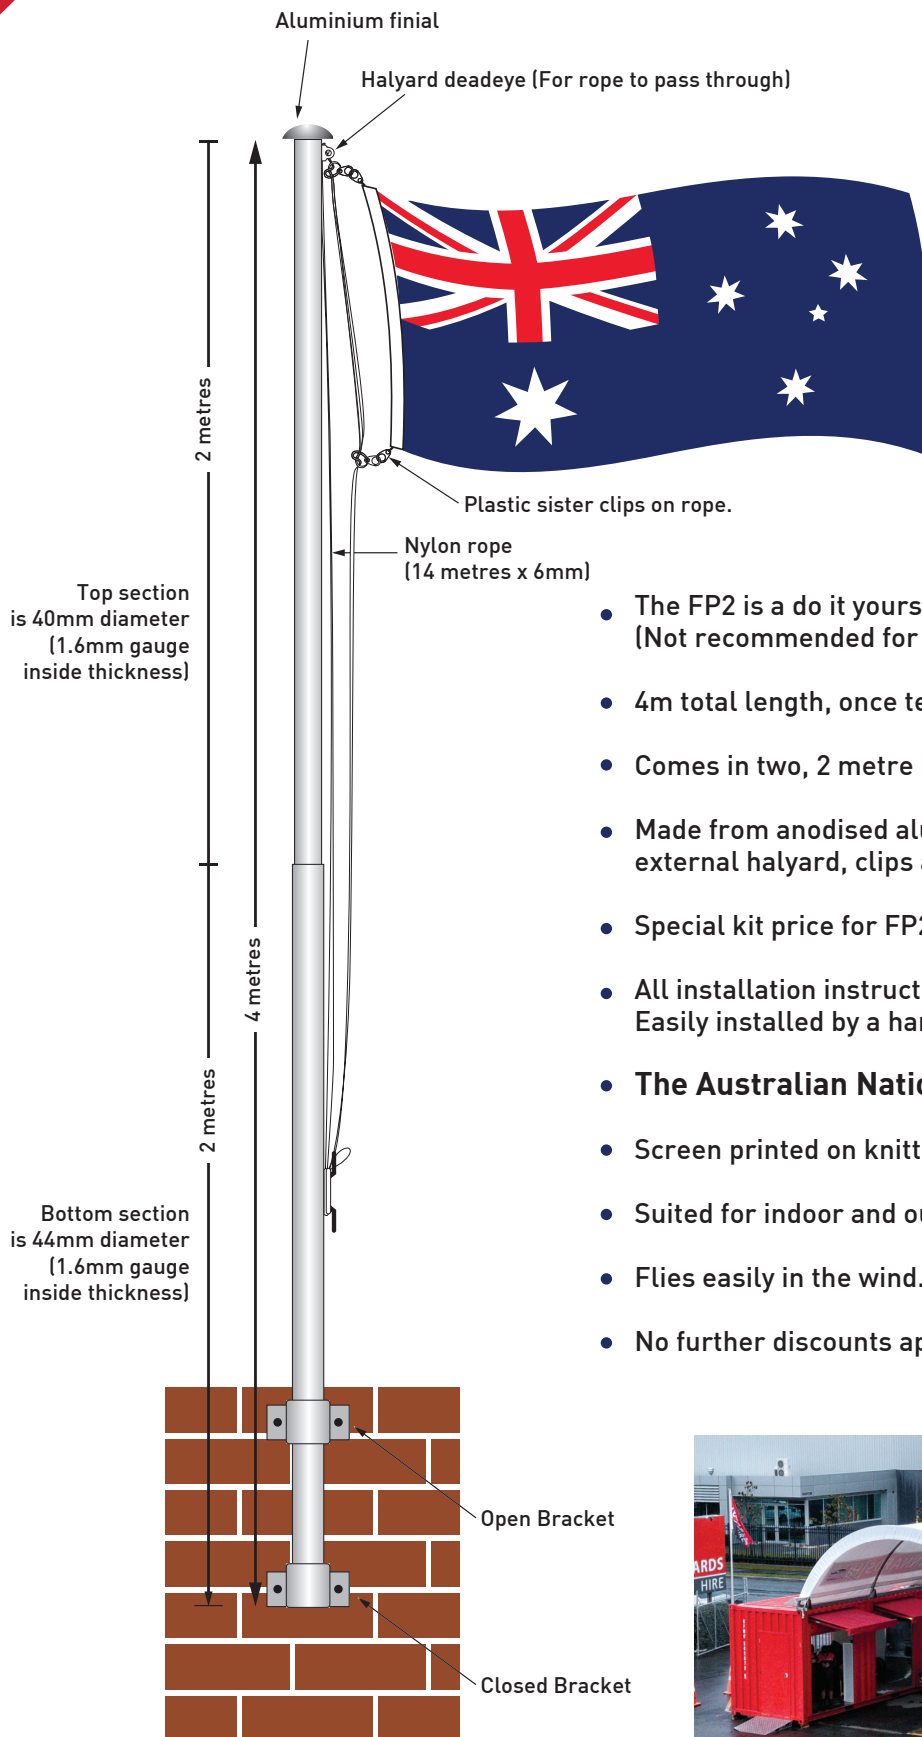 Aluminium finial
Halyard deadeye (For rope to pass through)
2 metres
Plastic sister clips on rope.
Nylon rope
(14 metres x 6mm)
Top section
is 40mm diameter
(1.6mm gauge
inside thickness)
4 metres
2 metres
Bottom section
is 44mm diameter
(1.6mm gauge
inside thickness)
Open Bracket
Closed Bracket
• The FP2 is a do it yours
(Not recommended for
• 4m total length, once te
• Comes in two, 2 metre
• Made from anodised alu
external halyard, clips a
• Special kit price for FP2
• All installation instruct
Easily installed by a han
• The Australian Natio
• Screen printed on knitt
• Suited for indoor and ou
• Flies easily in the wind.
• No further discounts ap
ARDS
HIRE